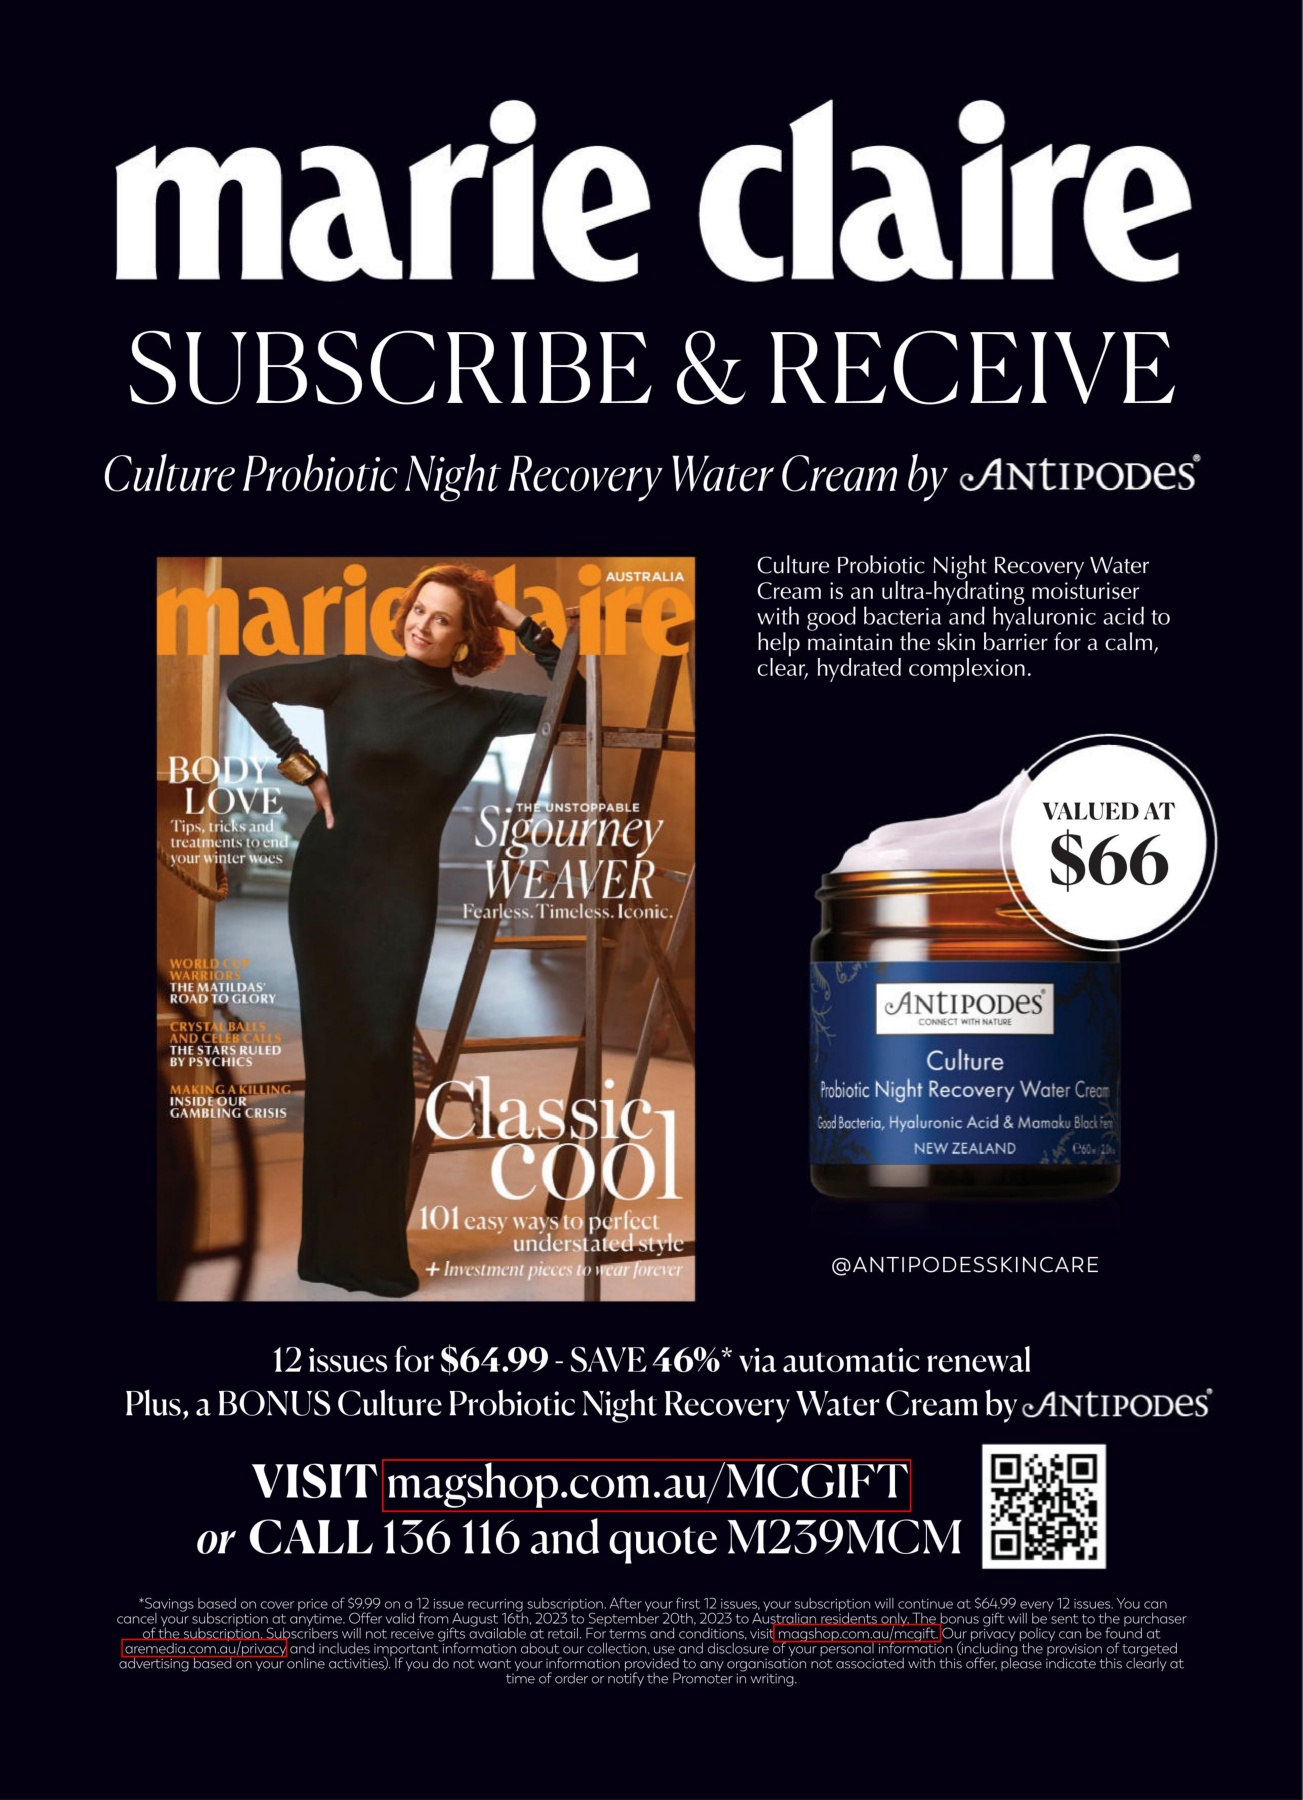 marie claire
SUBSCRIBE & RECEIVE
Culture Probiotic Night Recovery Water Cream by ANTIPODES®
marie claire
AUSTRALIA
BODY
LOVE
Tips, tricks and
treatments to end
your winter woes
THE UNSTOPPABLE
Sigourney
WEAVER
Fearless. Timeless. Iconic.
WORLD CUP
WARRIORS
THE MATILDAS'
ROAD TO GLORY
CRYSTAL BALLS
AND CELEB CALLS
THE STARS RULED
BY PSYCHICS
MAKING A KILLING
INSIDE OUR
GAMBLING CRISIS
Classic
cool
101 easy ways to perfect
understated style
+ Investment pieces to wear forever
Culture Probiotic Night Recovery Water
Cream is an ultra-hydrating moisturiser
with good bacteria and hyaluronic acid to
help maintain the skin barrier for a calm,
clear, hydrated complexion.
VALUED AT
$66
ANTIPODES®
CONNECT WITH NATURE
Culture
Probiotic Night Recovery Water Cream
Good Bacteria, Hyaluronic Acid & Mamaku Black Fern
NEW ZEALAND
@ANTIPODESSKINCARE
12 issues for $64.99 - SAVE 46%* via automatic renewal
Plus, a BONUS Culture Probiotic Night Recovery Water Cream by ANTIPODES®
VISIT magshop.com.au/MCGIFT
or CALL 136 116 and quote M239MCM
*Savings based on cover price of $9.99 on a 12 issue recurring subscription. After your first 12 issues, your subscription will continue at $64.99 every 12 issues. You can
cancel your subscription at anytime. Offer valid from August 16th, 2023 to September 20th, 2023 to Australian residents only. The bonus gift will be sent to the purchaser
of the subscription. Subscribers will not receive gifts available at retail. For terms and conditions, visit magshop.com.au/mcgift. Our privacy policy can be found at
aremedia.com.au/privacy and includes important information about our collection, use and disclosure of your personal information (including the provision of targeted
advertising based on your online activities). If you do not want your information provided to any organisation not associated with this offer, please indicate this clearly at
time of order or notify the Promoter in writing.